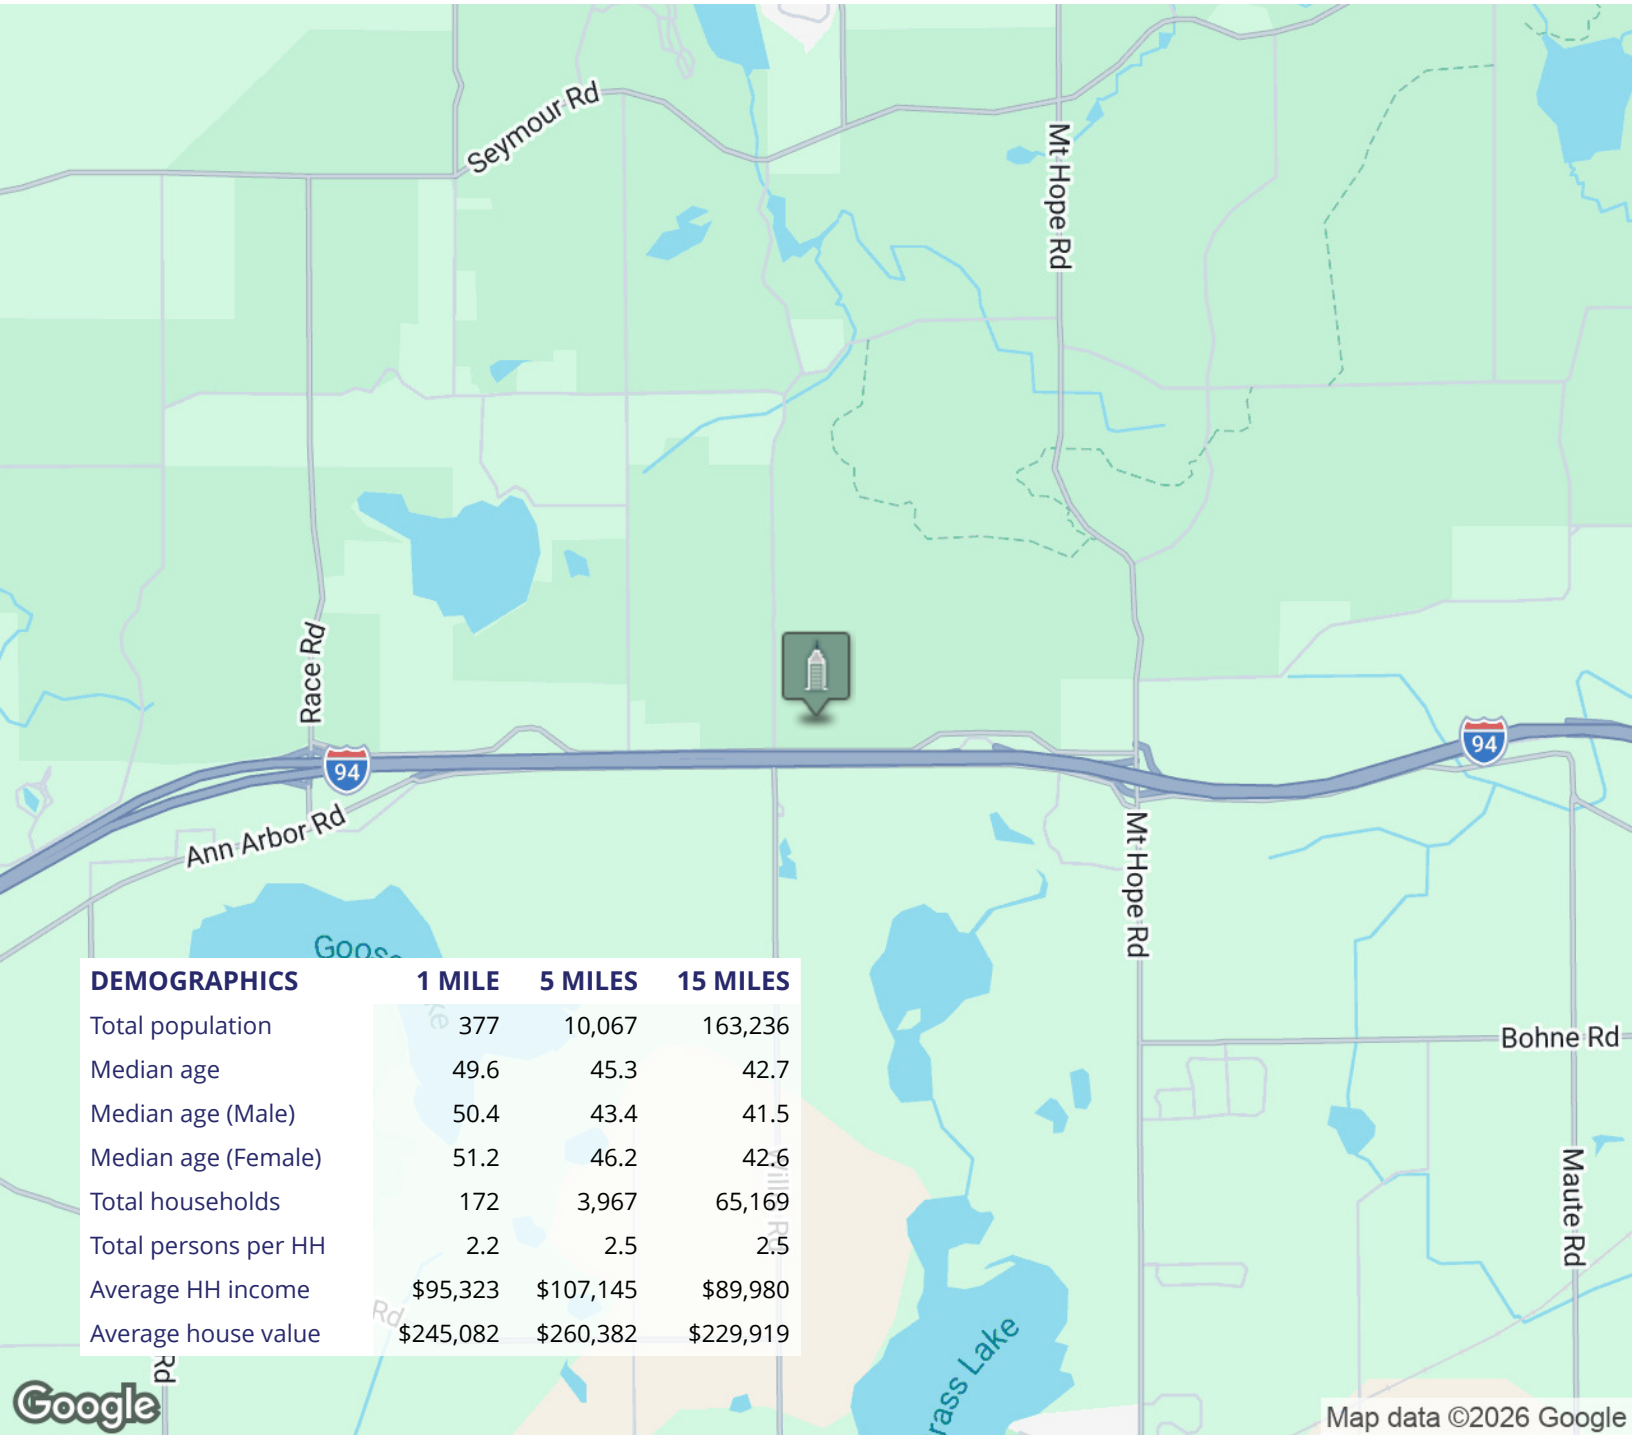 Seymour Rd
Mt Hope Rd
Race Rd
94
94
Ann Arbor Rd
Mt Hope Rd
Bohne Rd
Maute Rd
DEMOGRAPHICS 1 MILE 5 MILES 15 MILES
Total population 377 10,067 163,236
Median age 49.6 45.3 42.7
Median age (Male) 50.4 43.4 41.5
Median age (Female) 51.2 46.2 42.6
Total households 172 3,967 65,169
Total persons per HH 2.2 2.5 2.5
Average HH income $95,323 $107,145 $89,980
Average house value $245,082 $260,382 $229,919
Rd
Rd
Lake
Google
Map data ©2026 Google